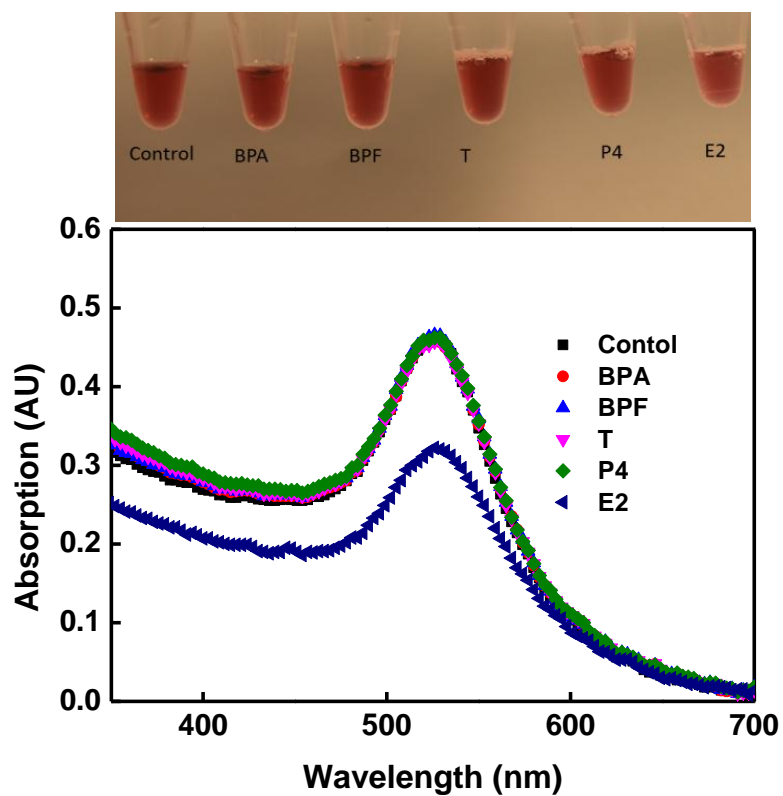 Control BPA BPF T P4 E2
0.6
0.5
0.4
0.3
0.2
0.1
0.0
Absorption (AU)
Contol
BPA
BPF
T
P4
E2
400 500 600 700
Wavelength (nm)